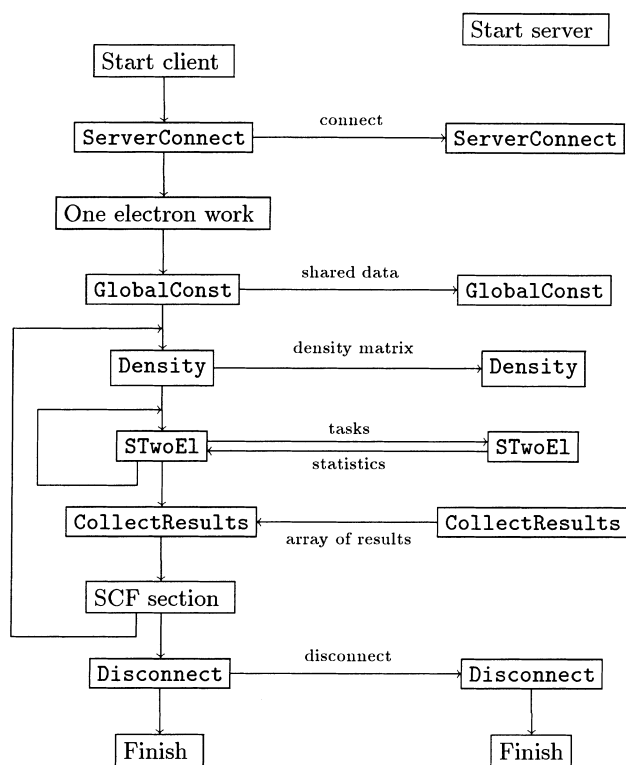 Start server
Start client
connect
ServerConnect
ServerConnect
One electron work
shared data
GlobalConst
GlobalConst
density matrix
Density
Density
tasks
STwoEl
STwoEl
statistics
CollectResults
CollectResults
array of results
SCF section
disconnect
Disconnect
Disconnect
Finish
Finish